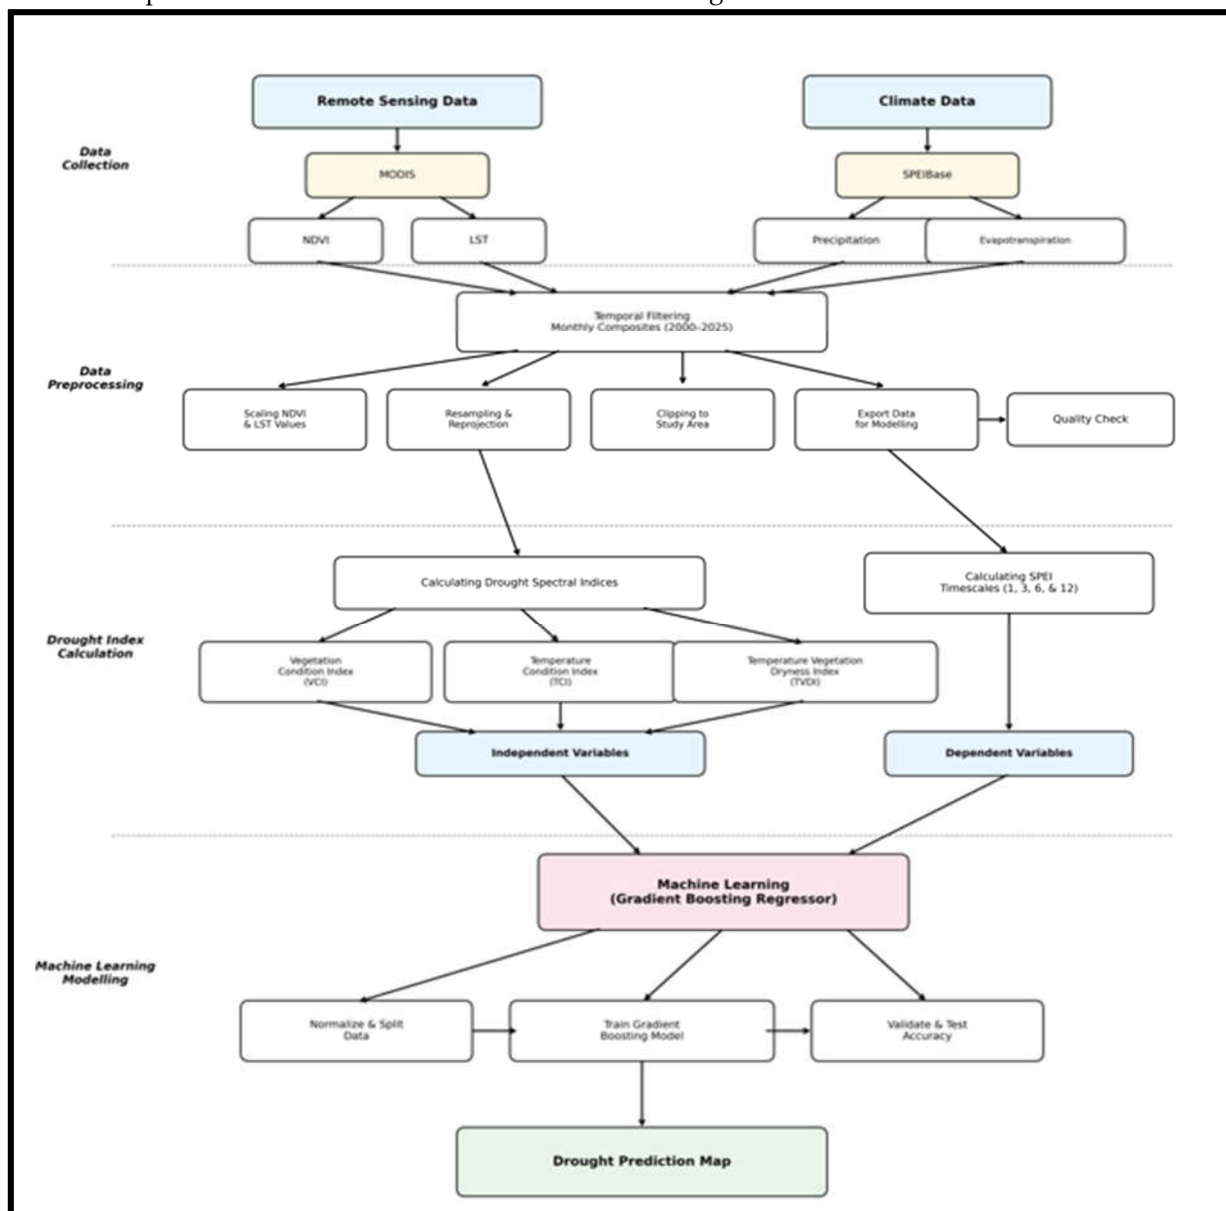 Remote Sensing Data
Climate Data
Data
Collection
MODIS
SPEIBase
NDVI
LST
Precipitation
Evapotranspiration
Temporal Filtering
Monthly Composites (2000–2025)
Data
Preprocessing
Scaling NDVI
& LST Values
Resampling &
Reprojection
Clipping to
Study Area
Export Data
for Modelling
Quality Check
Calculating Drought Spectral Indices
Calculating SPEI
Timescales (1, 3, 6, & 12)
Drought Index
Calculation
Vegetation
Condition Index
(VCI)
Temperature
Condition Index
(TCI)
Temperature Vegetation
Dryness Index
(TVDI)
Independent Variables
Dependent Variables
Machine Learning
(Gradient Boosting Regressor)
Machine Learning
Modelling
Normalize & Split
Data
Train Gradient
Boosting Model
Validate & Test
Accuracy
Drought Prediction Map